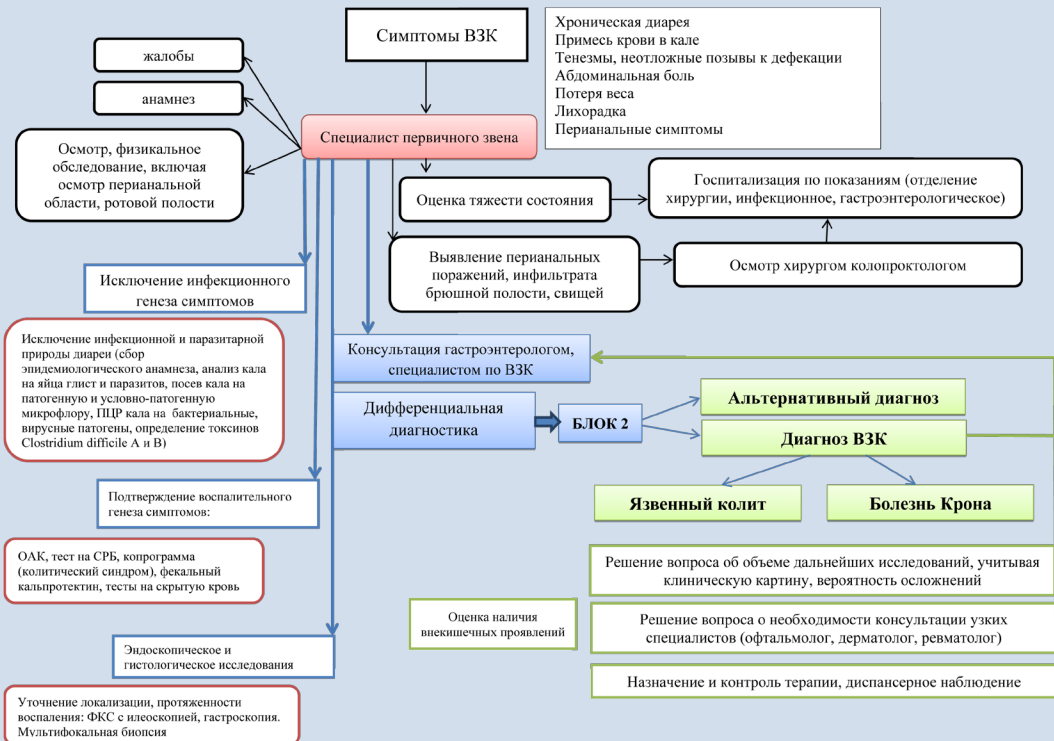 Симптомы ВЗК
Хроническая диарея
Примесь крови в кале
Тенезмы, неотложные позывы к дефекации
Абдоминальная боль
Потеря веса
Лихорадка
Перианальные симптомы
жалобы
анамнез
Осмотр, физикальное
обследование, включая
осмотр перианальной
области, ротовой полости
Специалист первичного звена
Оценка тяжести состояния
Госпитализация по показаниям (отделение
хирургии, инфекционное, гастроэнтерологическое)
Выявление перианальных
поражений, инфильтрата
брюшной полости, свищей
Осмотр хирургом колопроктологом
Исключение инфекционного
генеза симптомов
Исключение инфекционной и паразитарной
природы диареи (сбор
эпидемиологического анамнеза, анализ кала
на яйца глист и паразитов, посев кала на
патогенную и условно-патогенную
микрофлору, ПЦР кала на бактериальные,
вирусные патогены, определение токсинов
Clostridium difficile А и В)
Консультация гастроэнтерологом,
специалистом по ВЗК
Дифференциальная
диагностика
БЛОК 2
Альтернативный диагноз
Диагноз ВЗК
Язвенный колит
Болезнь Крона
Подтверждение воспалительного
генеза симптомов:
ОАК, тест на СРБ, копрограмма
(колитический синдром), фекальный
кальпротектин, тесты на скрытую кровь
Эндоскопическое и
гистологическое исследования
Уточнение локализации, протяженности
воспаления: ФКС с илеоскопией, гастроскопия.
Мультифокальная биопсия
Оценка наличия
внекишечных проявлений
Решение вопроса об объеме дальнейших исследований, учитывая
клиническую картину, вероятность осложнений
Решение вопроса о необходимости консультации узких
специалистов (офтальмолог, дерматолог, ревматолог)
Назначение и контроль терапии, диспансерное наблюдение